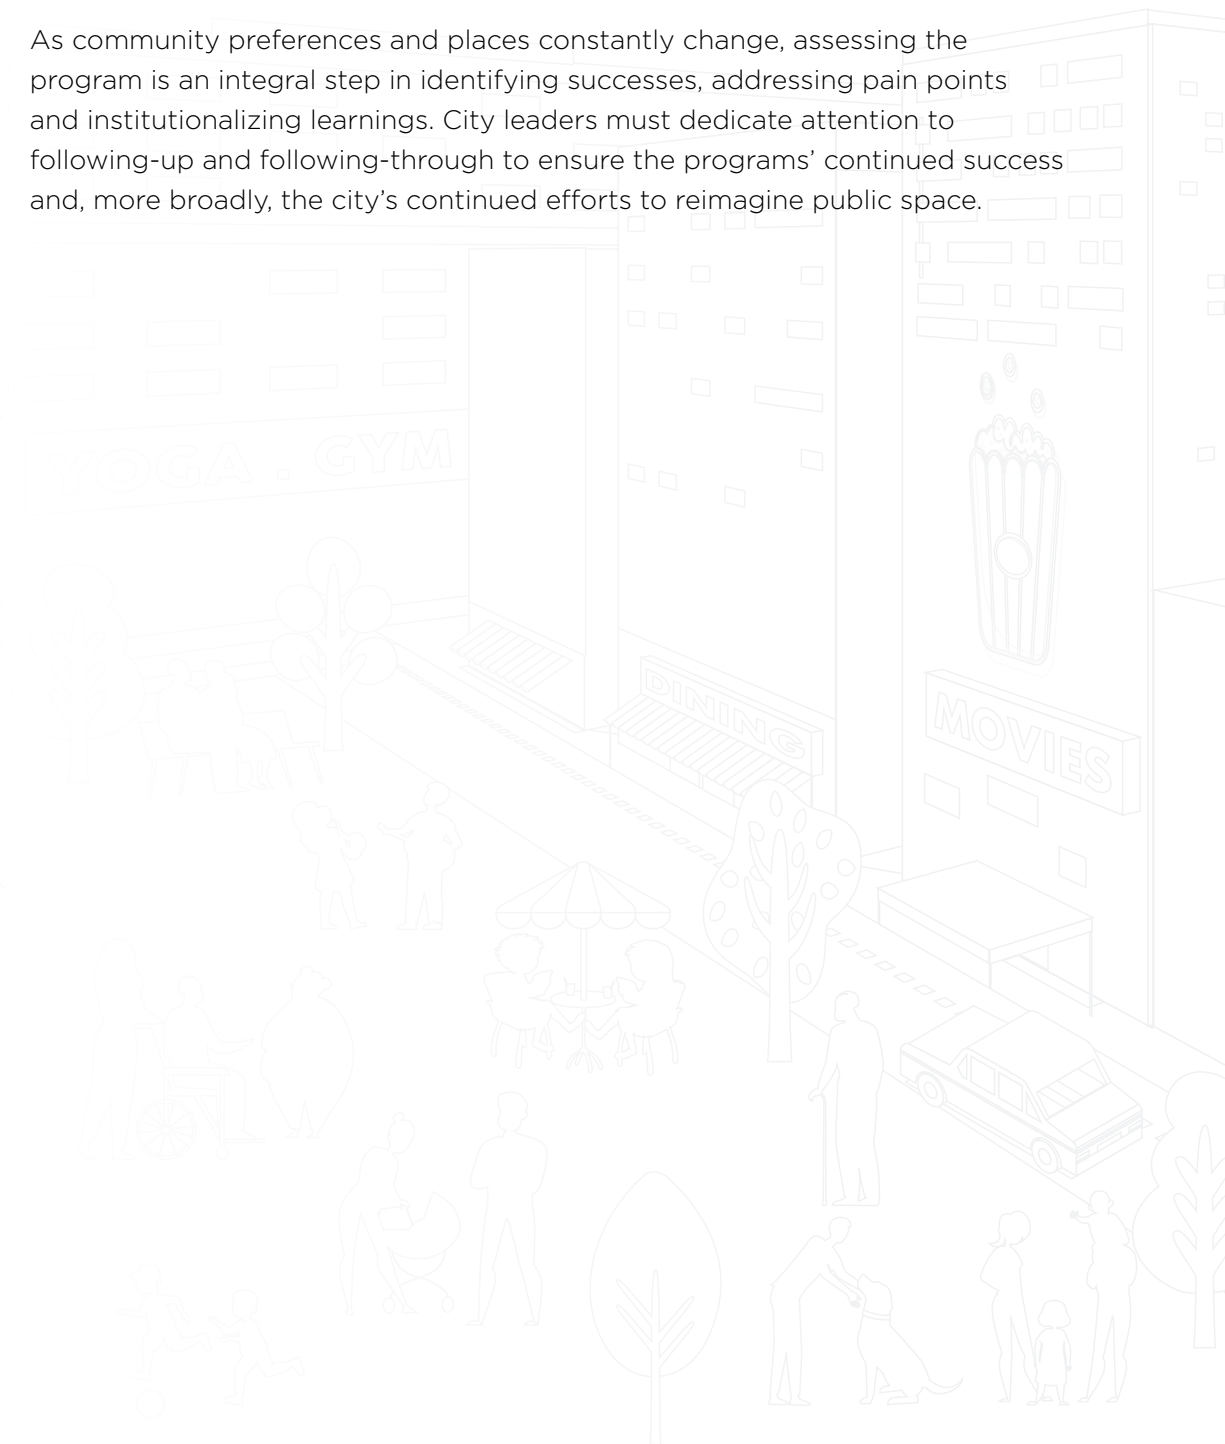 As community preferences and places constantly change, assessing the
program is an integral step in identifying successes, addressing pain points
and institutionalizing learnings. City leaders must dedicate attention to
following-up and following-through to ensure the programs’ continued success
and, more broadly, the city’s continued efforts to reimagine public space.
YOGA . GYM
DINING
MOVIES